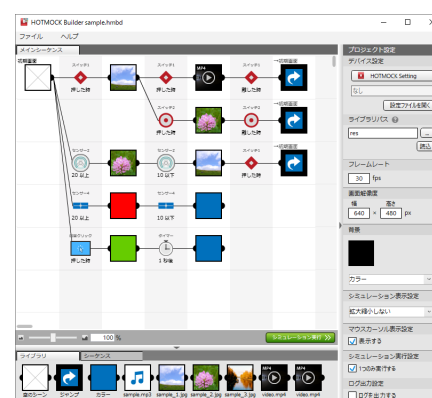 HOTMOCK Builder sample.hmbd
ファイル ヘルプ
メインシーケンス
初期画面
スイッチ1
押した時
MP4
スイッチ1
離した時
→初期画面
スイッチ2
押した時
スイッチ2
離した時
→初期画面
センサー3
20 以上
センサー3
10 以下
スイッチ1
押した時
→初期画面
センサー4
20 以上
センサー4
10 以下
画面クリック
押した時
タイマー
1 秒後
100 %
シミュレーション実行
ライブラリ シーケンス
MP4 MP4
空のシーン ジャンプ カラー sample.mp3 sample_1.jpg sample_2.jpg sample_3.jpg video.mp4 video.mp4
プロジェクト設定
デバイス設定
HOTMOCK Setting
なし
設定ファイルを開く
ライブラリパス
res
...
読込
フレームレート
30 fps
画面解像度
幅 高さ
640 × 480 px
背景
カラー
シミュレーション表示設定
拡大縮小しない
マウスカーソル表示設定
表示する
シミュレーション実行設定
1つのみ実行する
ログ出力設定
ログを出力する